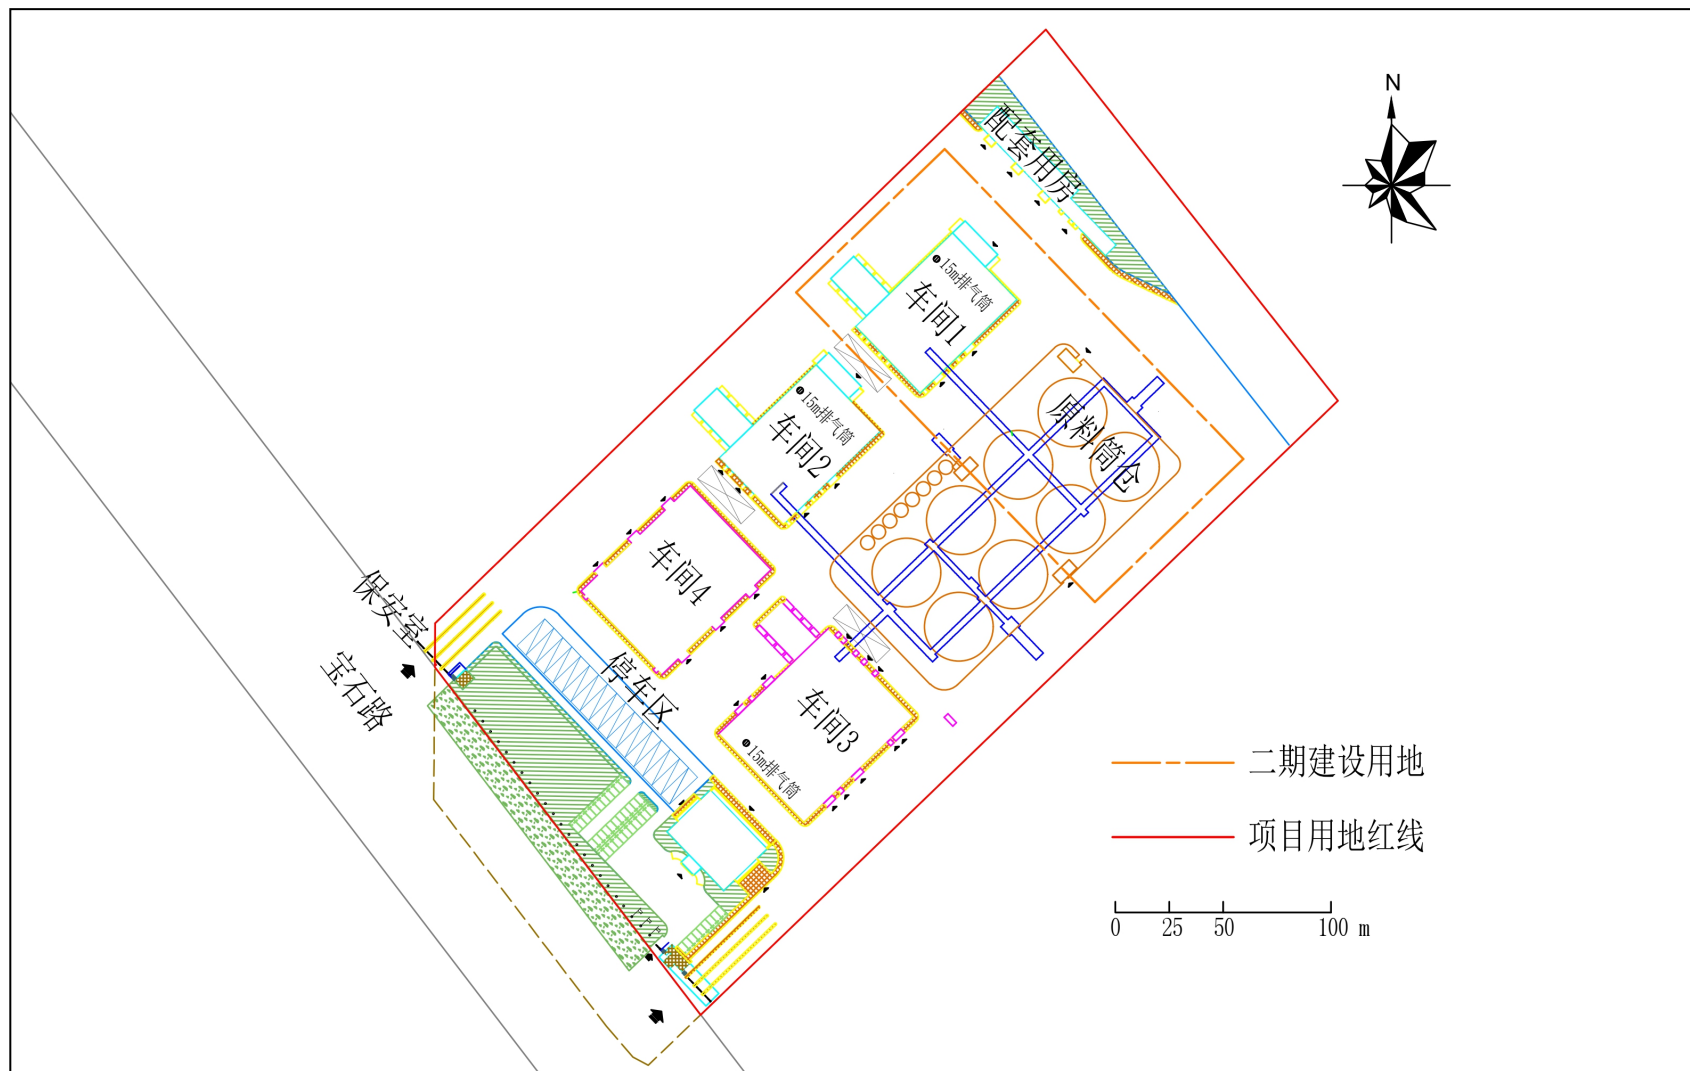 N
配套用房
15m排气筒
车间1
15m排气筒
车间2
原料筒仓
车间4
保安室
宝石路
停车区
车间3
15m排气筒
二期建设用地
项目用地红线
0 25 50 100 m